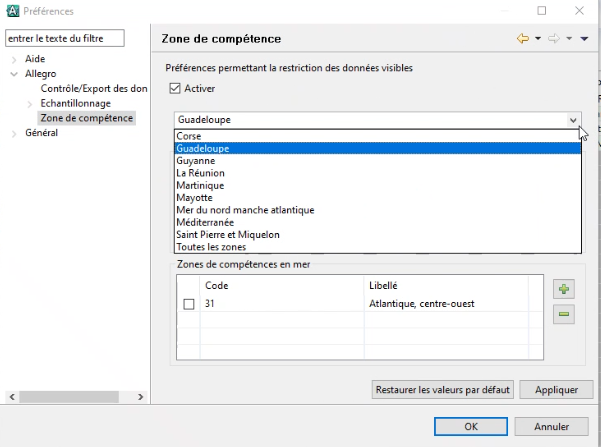 Préférences
entrer le texte du filtre
Zone de compétence
Aide
Allegro
Contrôle/Export des don
Echantillonnage
Zone de compétence
Général
Préférences permettant la restriction des données visibles
Activer
Guadeloupe
Corse
Guadeloupe
Guyanne
La Réunion
Martinique
Mayotte
Mer du nord manche atlantique
Méditerranée
Saint Pierre et Miquelon
Toutes les zones
Zones de compétences en mer
Code Libellé
31 Atlantique, centre-ouest
Restaurer les valeurs par défaut Appliquer
OK Annuler